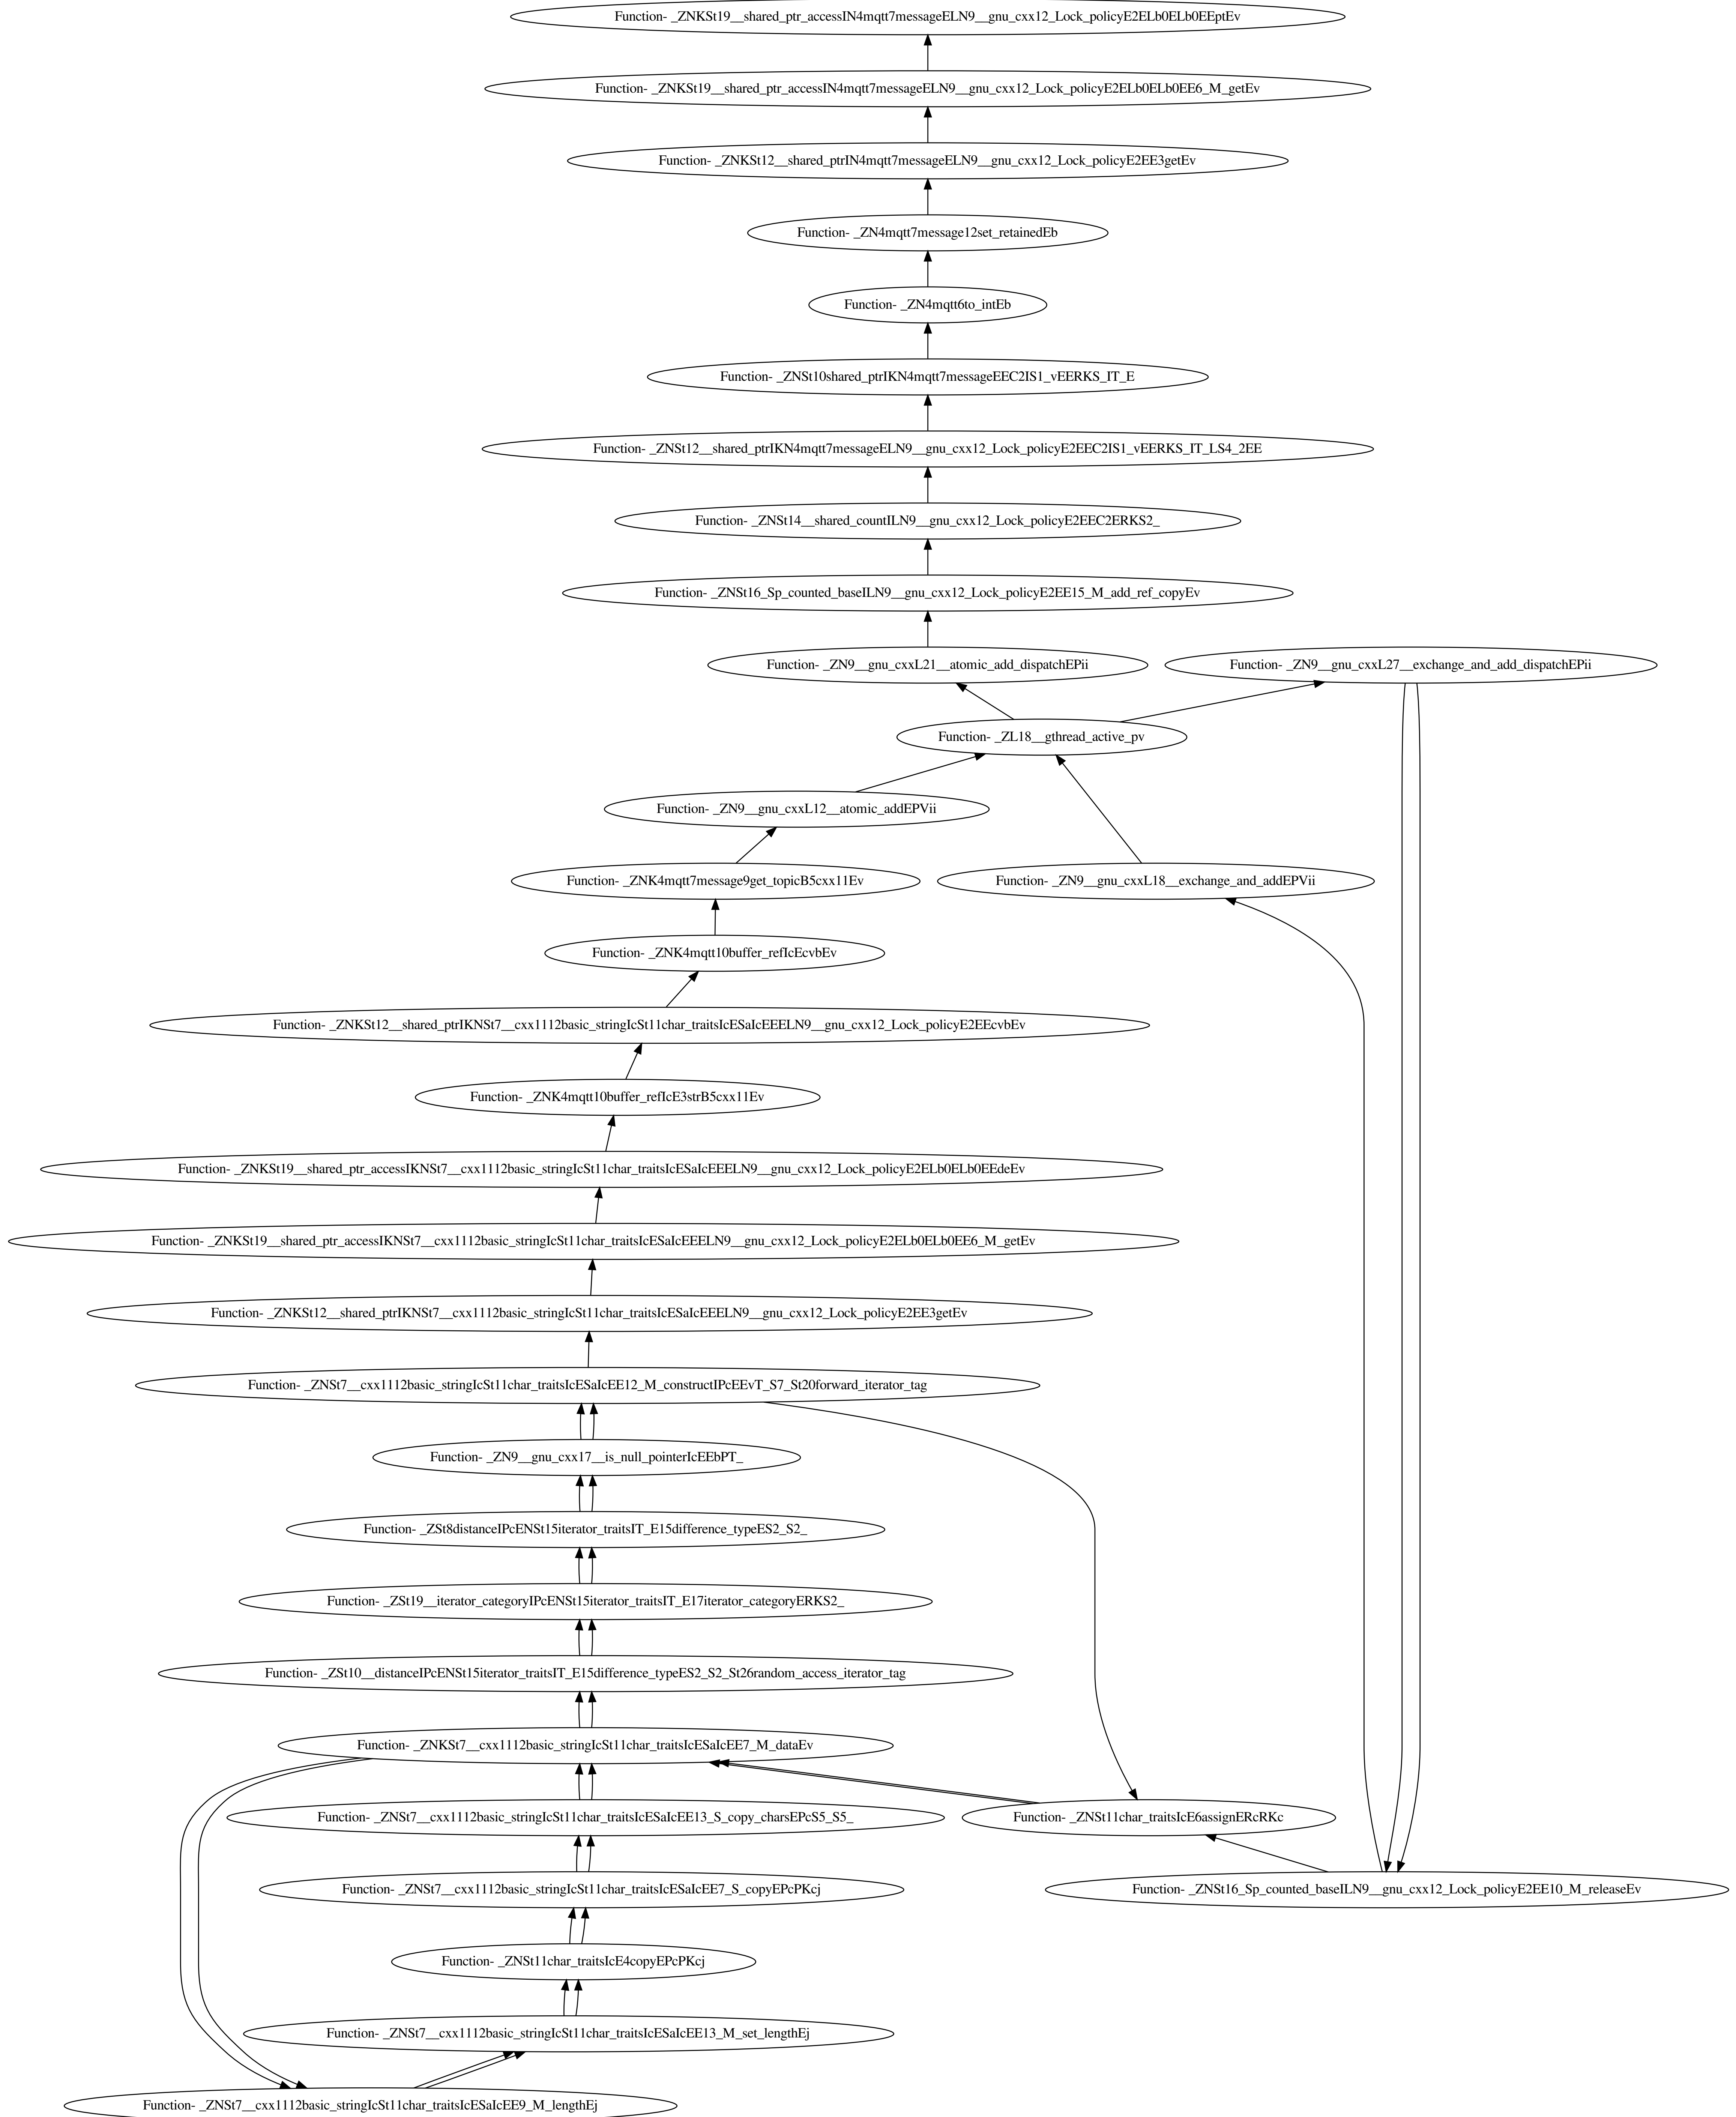 Function- _ZNKSt19__shared_ptr_accessIN4mqtt7messageELN9__gnu_cxx12_Lock_policyE2ELb0ELb0EEptEv
Function- _ZNKSt19__shared_ptr_accessIN4mqtt7messageELN9__gnu_cxx12_Lock_policyE2ELb0ELb0EE6_M_getEv
Function- _ZNKSt12__shared_ptrIN4mqtt7messageELN9__gnu_cxx12_Lock_policyE2EE3getEv
Function- _ZN4mqtt7message12set_retainedEb
Function- _ZN4mqtt6to_intEb
Function- _ZNSt10shared_ptrIKN4mqtt7messageEEC2IS1_vEERKS_IT_E
Function- _ZNSt12__shared_ptrIKN4mqtt7messageELN9__gnu_cxx12_Lock_policyE2EEC2IS1_vEERKS_IT_LS4_2EE
Function- _ZNSt14__shared_countILN9__gnu_cxx12_Lock_policyE2EEC2ERKS2_
Function- _ZNSt16_Sp_counted_baseILN9__gnu_cxx12_Lock_policyE2EE15_M_add_ref_copyEv
Function- _ZN9__gnu_cxxL21__atomic_add_dispatchEPii
Function- _ZN9__gnu_cxxL27__exchange_and_add_dispatchEPii
Function- _ZL18__gthread_active_pv
Function- _ZN9__gnu_cxxL12__atomic_addEPVii
Function- _ZNK4mqtt7message9get_topicB5cxx11Ev
Function- _ZN9__gnu_cxxL18__exchange_and_addEPVii
Function- _ZNK4mqtt10buffer_refIcEcvbEv
Function- _ZNKSt12__shared_ptrIKNSt7__cxx1112basic_stringIcSt11char_traitsIcESaIcEEELN9__gnu_cxx12_Lock_policyE2EEcvbEv
Function- _ZNK4mqtt10buffer_refIcE3strB5cxx11Ev
Function- _ZNKSt19__shared_ptr_accessIKNSt7__cxx1112basic_stringIcSt11char_traitsIcESaIcEEELN9__gnu_cxx12_Lock_policyE2ELb0ELb0EEdeEv
Function- _ZNKSt19__shared_ptr_accessIKNSt7__cxx1112basic_stringIcSt11char_traitsIcESaIcEEELN9__gnu_cxx12_Lock_policyE2ELb0ELb0EE6_M_getEv
Function- _ZNKSt12__shared_ptrIKNSt7__cxx1112basic_stringIcSt11char_traitsIcESaIcEEELN9__gnu_cxx12_Lock_policyE2EE3getEv
Function- _ZNSt7__cxx1112basic_stringIcSt11char_traitsIcESaIcEE12_M_constructIPcEEvT_S7_St20forward_iterator_tag
Function- _ZN9__gnu_cxx17__is_null_pointerIcEEbPT_
Function- _ZSt8distanceIPcENSt15iterator_traitsIT_E15difference_typeES2_S2_
Function- _ZSt19__iterator_categoryIPcENSt15iterator_traitsIT_E17iterator_categoryERKS2_
Function- _ZSt10__distanceIPcENSt15iterator_traitsIT_E15difference_typeES2_S2_St26random_access_iterator_tag
Function- _ZNKSt7__cxx1112basic_stringIcSt11char_traitsIcESaIcEE7_M_dataEv
Function- _ZNSt7__cxx1112basic_stringIcSt11char_traitsIcESaIcEE13_S_copy_charsEPcS5_S5_
Function- _ZNSt11char_traitsIcE6assignERcRKc
Function- _ZNSt7__cxx1112basic_stringIcSt11char_traitsIcESaIcEE7_S_copyEPcPKcj
Function- _ZNSt16_Sp_counted_baseILN9__gnu_cxx12_Lock_policyE2EE10_M_releaseEv
Function- _ZNSt11char_traitsIcE4copyEPcPKcj
Function- _ZNSt7__cxx1112basic_stringIcSt11char_traitsIcESaIcEE13_M_set_lengthEj
Function- _ZNSt7__cxx1112basic_stringIcSt11char_traitsIcESaIcEE9_M_lengthEj